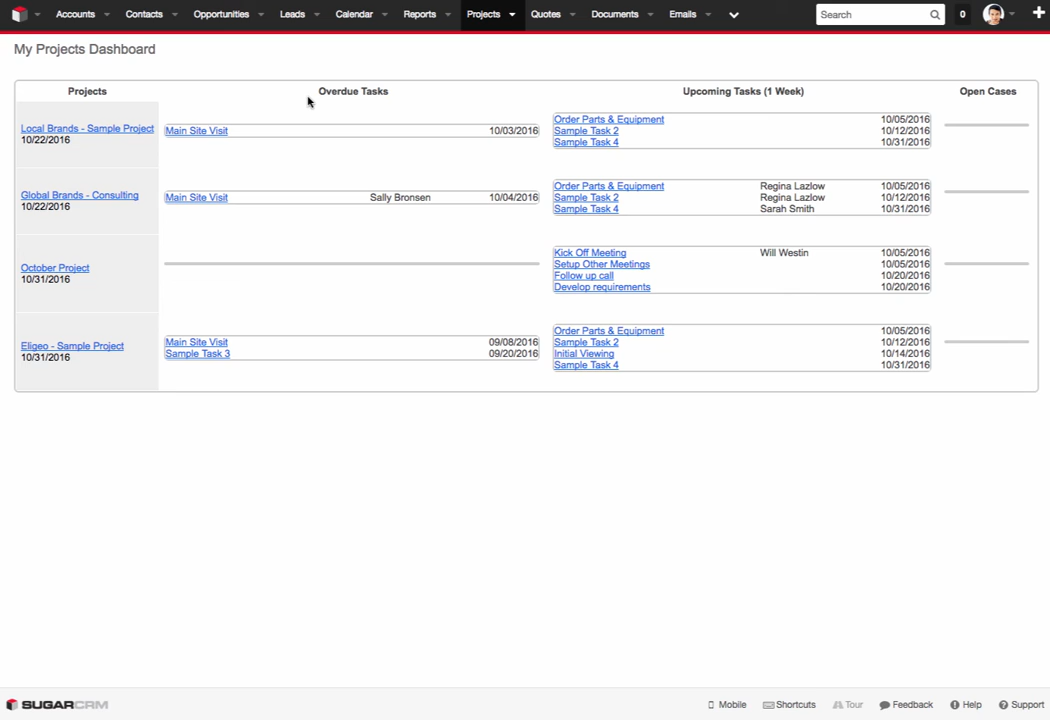 Accounts Contacts Opportunities Leads Calendar Reports Projects Quotes Documents Emails Search 0
My Projects Dashboard
Projects Overdue Tasks Upcoming Tasks (1 Week) Open Cases
Local Brands - Sample Project
10/22/2016
Main Site Visit 10/03/2016
Order Parts & Equipment 10/05/2016
Sample Task 2 10/12/2016
Sample Task 4 10/31/2016
Global Brands - Consulting
10/22/2016
Main Site Visit Sally Bronsen 10/04/2016
Order Parts & Equipment Regina Lazlow 10/05/2016
Sample Task 2 Regina Lazlow 10/12/2016
Sample Task 4 Sarah Smith 10/31/2016
October Project
10/31/2016
Kick Off Meeting Will Westin 10/05/2016
Setup Other Meetings 10/05/2016
Follow up call 10/20/2016
Develop requirements 10/20/2016
Eligeo - Sample Project
10/31/2016
Main Site Visit 09/08/2016
Sample Task 3 09/20/2016
Order Parts & Equipment 10/05/2016
Sample Task 2 10/12/2016
Initial Viewing 10/14/2016
Sample Task 4 10/31/2016
SUGARCRM Mobile Shortcuts Tour Feedback Help Support